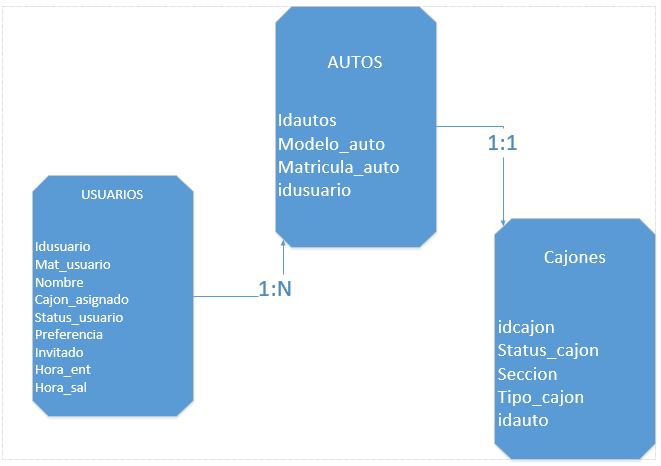 AUTOS
Idautos
Modelo_auto
Matricula_auto
idusuario
1:1
USUARIOS
Idusuario
Mat_usuario
Nombre
Cajon_asignado
Status_usuario
Preferencia
Invitado
Hora_ent
Hora_sal
1:N
Cajones
idcajon
Status_cajon
Seccion
Tipo_cajon
idauto